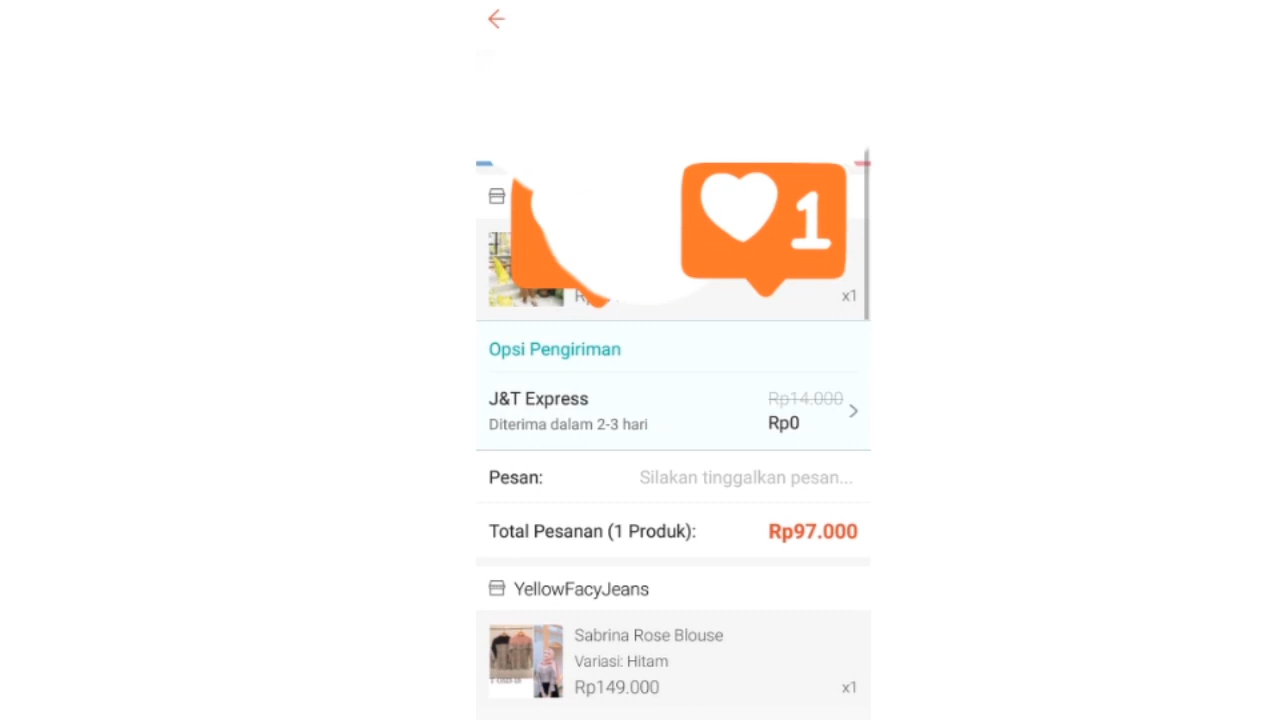 1
x1
Opsi Pengiriman
J&T Express
Rp14.000
Diterima dalam 2-3 hari
Rp0
Pesan:
Silakan tinggalkan pesan...
Total Pesanan (1 Produk):
Rp97.000
YellowFacyJeans
Sabrina Rose Blouse
Variasi: Hitam
Rp149.000
x1